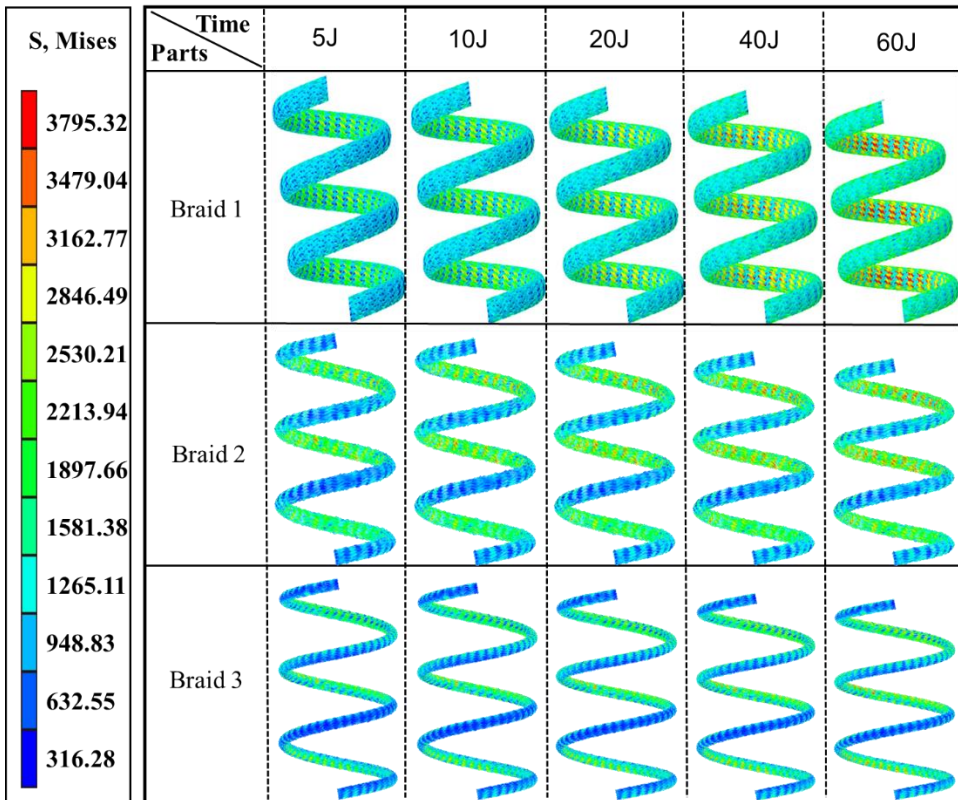 S, Mises
3795.32
3479.04
3162.77
2846.49
2530.21
2213.94
1897.66
1581.38
1265.11
948.83
632.55
316.28
Time
Parts
5J
10J
20J
40J
60J
Braid 1
Braid 2
Braid 3